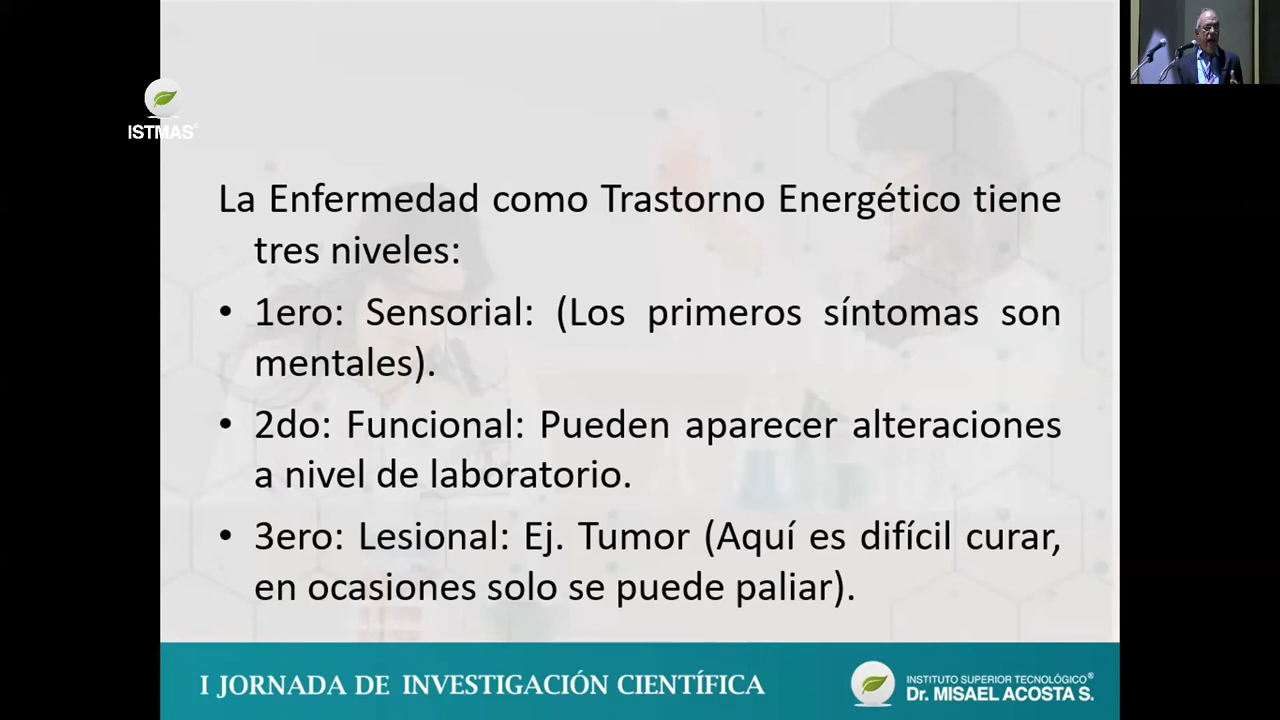 ISTMAS
La Enfermedad como Trastorno Energético tiene
tres niveles:
• 1ero: Sensorial: (Los primeros síntomas son
mentales).
• 2do: Funcional: Pueden aparecer alteraciones
a nivel de laboratorio.
• 3ero: Lesional: Ej. Tumor (Aquí es difícil curar,
en ocasiones solo se puede paliar).
I JORNADA DE INVESTIGACIÓN CIENTÍFICA
INSTITUTO SUPERIOR TECNOLÓGICO®
Dr. MISAEL ACOSTA S.